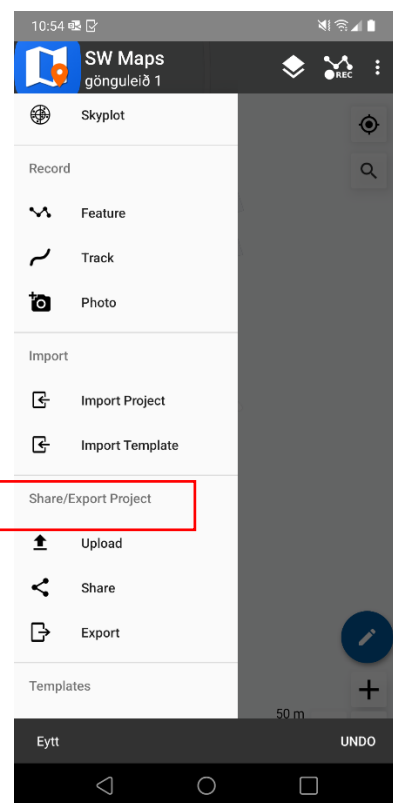 10:54
SW Maps
gönguleið 1
REC
Skyplot
Record
Feature
Track
Photo
Import
Import Project
Import Template
Share/Export Project
Upload
Share
Export
Templates
50 m
Eytt UNDO